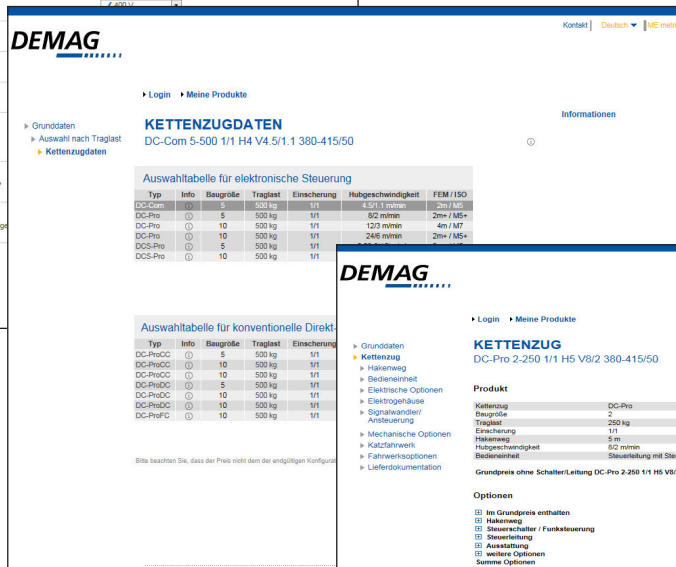 400 V
DEMAG
Kontakt
Deutsch
ME metri
Login Meine Produkte
Informationen
Grunddaten
Auswahl nach Traglast
Kettenzugdaten
KETTENZUGDATEN
DC-Com 5-500 1/1 H4 V4.5/1.1 380-415/50
Auswahltabelle für elektronische Steuerung
Typ Info Baugröße Traglast Einscherung Hubgeschwindigkeit FEM / ISO
DC-Com 5 500 kg 1/1 4.5/1.1 m/min 2m / M5
DC-Pro 5 500 kg 1/1 8/2 m/min 2m+ / M5+
DC-Pro 10 500 kg 1/1 12/3 m/min 4m / M7
DC-Pro 10 500 kg 1/1 24/6 m/min 2m+ / M5+
DCS-Pro 5 500 kg 1/1
DCS-Pro 10 500 kg 1/1
Auswahltabelle für konventionelle Direkt-
Typ Info Baugröße Traglast Einscherung
DC-ProCC 5 500 kg 1/1
DC-ProCC 10 500 kg 1/1
DC-ProCC 10 500 kg 1/1
DC-ProDC 5 500 kg 1/1
DC-ProDC 10 500 kg 1/1
DC-ProDC 10 500 kg 1/1
DC-ProFC 10 500 kg 1/1
Bitte beachten Sie, dass der Preis nicht dem der endgültigen Konfigurat
DEMAG
Login Meine Produkte
Grunddaten
Kettenzug
Hakenweg
Bedieneinheit
Elektrische Optionen
Elektrogehäuse
Signalwandler/
Ansteuerung
Mechanische Optionen
Katzfahrwerk
Fahrwerksoptionen
Lieferdokumentation
KETTENZUG
DC-Pro 2-250 1/1 H5 V8/2 380-415/50
Produkt
Kettenzug DC-Pro
Baugröße 2
Traglast 250 kg
Einscherung 1/1
Hakenweg 5 m
Hubgeschwindigkeit 8/2 m/min
Bedieneinheit Steuerleitung mit Ste
Grundpreis ohne Schalter/Leitung DC-Pro 2-250 1/1 H5 V8/
Optionen
Im Grundpreis enthalten
Hakenweg
Steuerschalter / Funksteuerung
Steuerleitung
Ausstattung
weitere Optionen
Summe Optionen